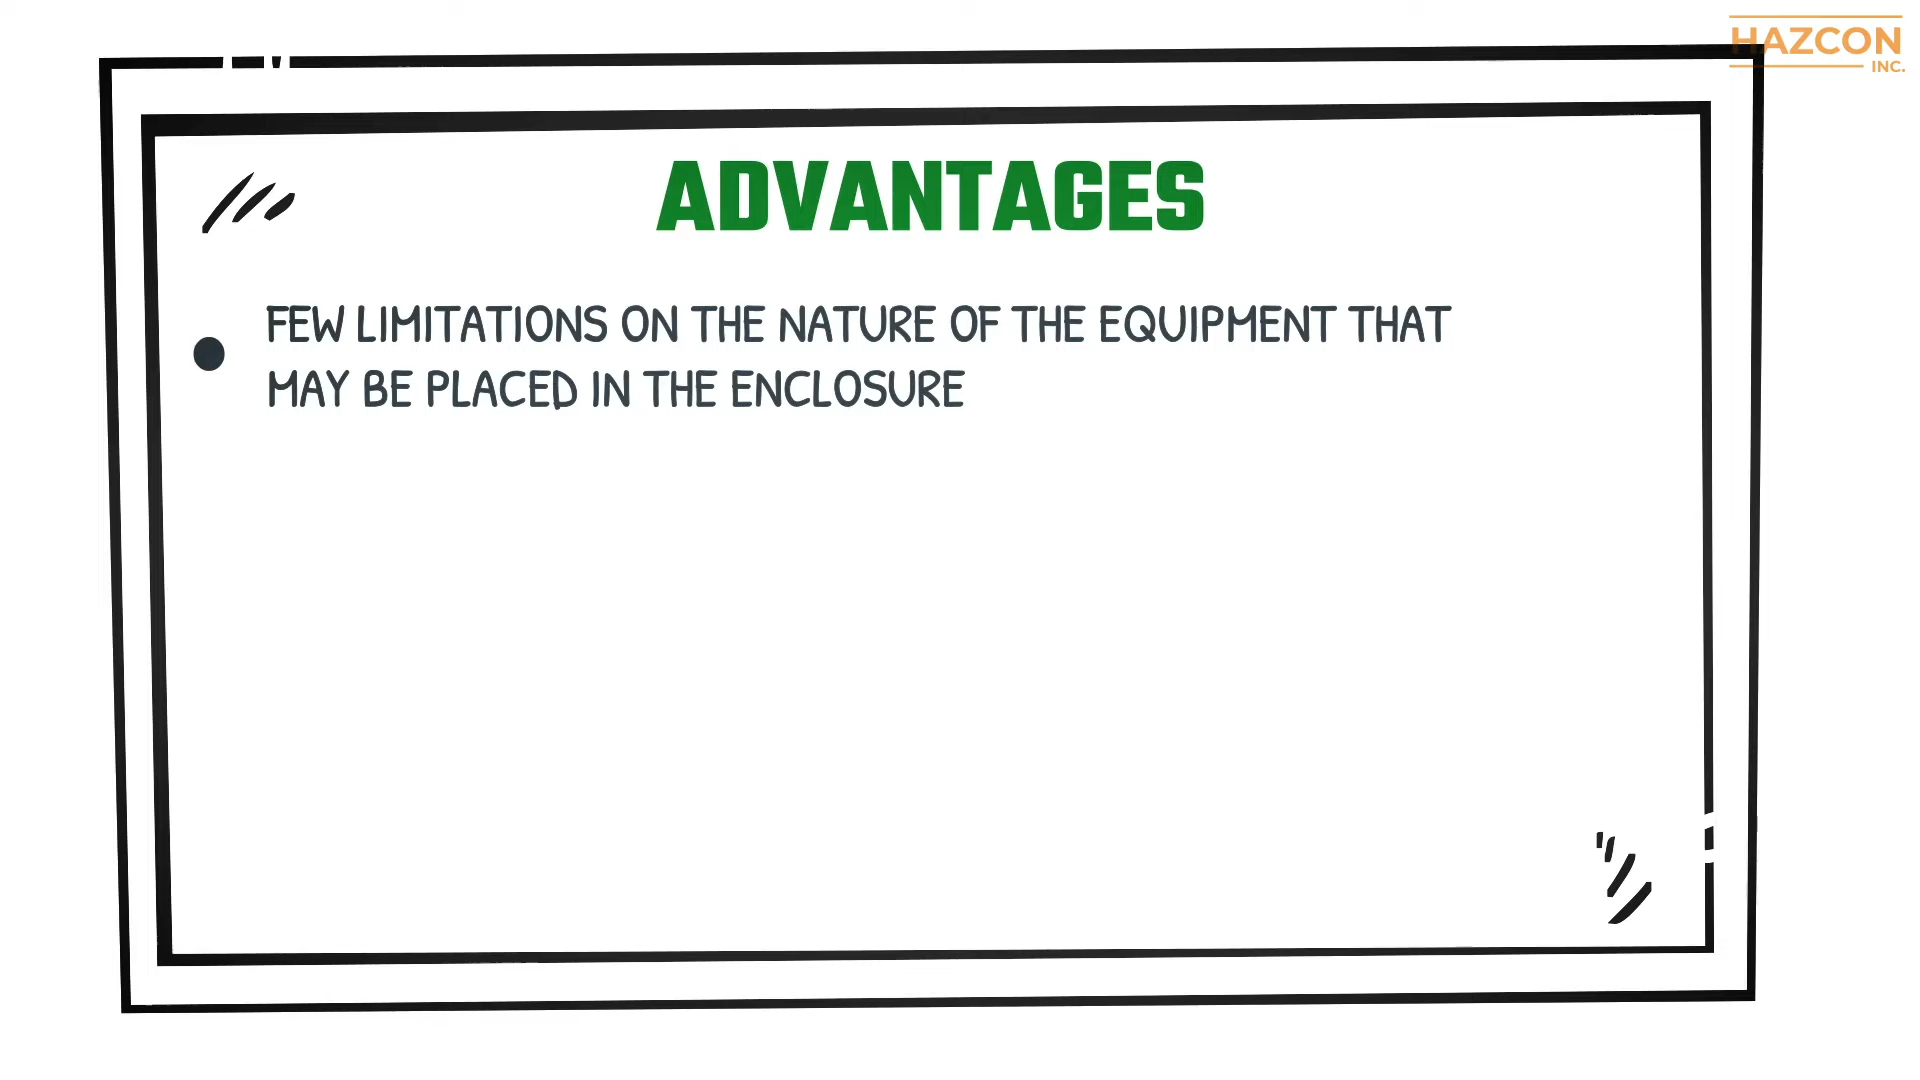 HAZCON
INC.
ADVANTAGES
FEW LIMITATIONS ON THE NATURE OF THE EQUIPMENT THAT
MAY BE PLACED IN THE ENCLOSURE